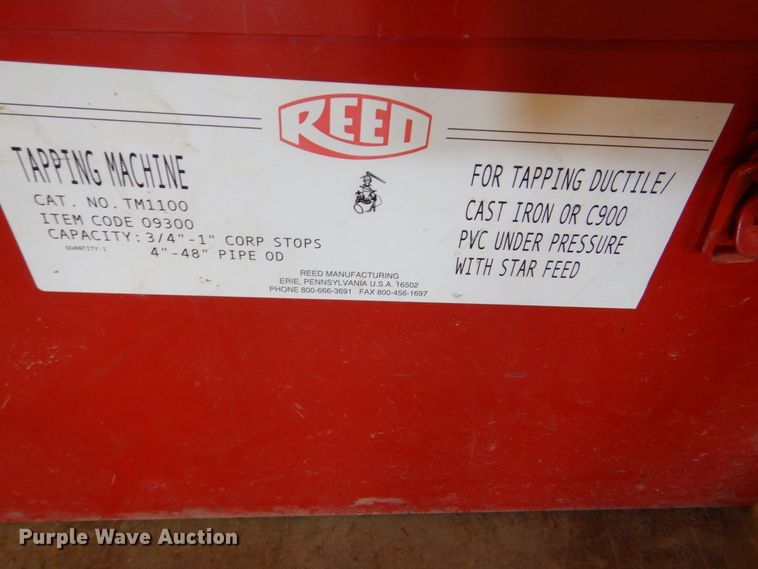 REED
TAPPING MACHINE
CAT. NO. TM1100
ITEM CODE 09300
CAPACITY: 3/4"-1" CORP STOPS
QUANTITY: 1
4"-48" PIPE OD
FOR TAPPING DUCTILE/
CAST IRON OR C900
PVC UNDER PRESSURE
WITH STAR FEED
REED MANUFACTURING
ERIE, PENNSYLVANIA U.S.A. 16502
PHONE 800-666-3691 FAX 800-456-1697
Purple Wave Auction®